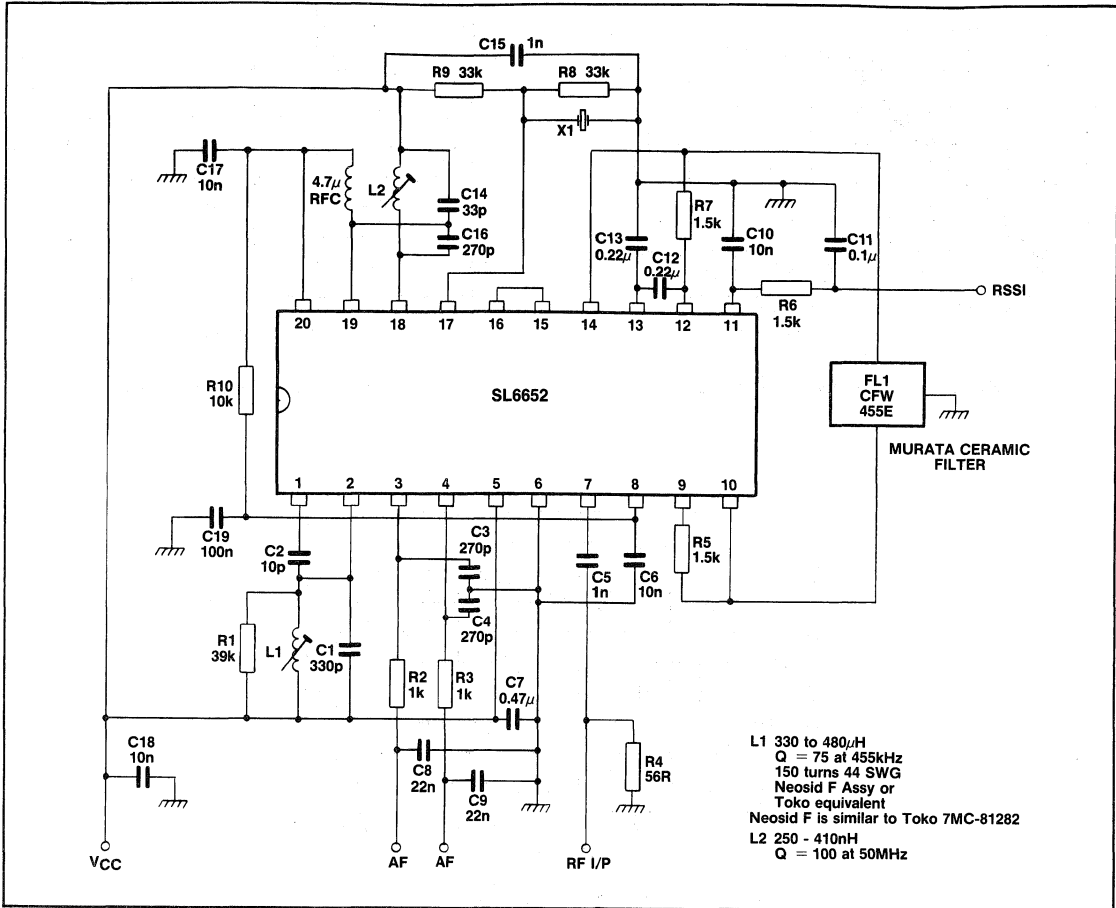 C15 1n
R9 33k
R8 33k
X1
C17
10n
4.7μ
RFC
L2
C14
33p
C16
270p
R7
1.5k
C13
0.22μ
C12
0.22μ
C10
10n
C11
0.1μ
R6
1.5k
RSSI
20 19 18 17 16 15 14 13 12 11
R10
10k
SL6652
FL1
CFW
455E
MURATA CERAMIC
FILTER
1 2 3 4 5 6 7 8 9 10
C19
100n
C2
10p
C3
270p
C4
270p
C5
1n
C6
10n
R5
1.5k
R1
39k
L1
C1
330p
R2
1k
R3
1k
C7
0.47μ
C18
10n
C8
22n
C9
22n
R4
56R
VCC
AF
AF
RF I/P
L1 330 to 480μH
Q = 75 at 455kHz
150 turns 44 SWG
Neosid F Assy or
Toko equivalent
Neosid F is similar to Toko 7MC-81282
L2 250 - 410nH
Q = 100 at 50MHz